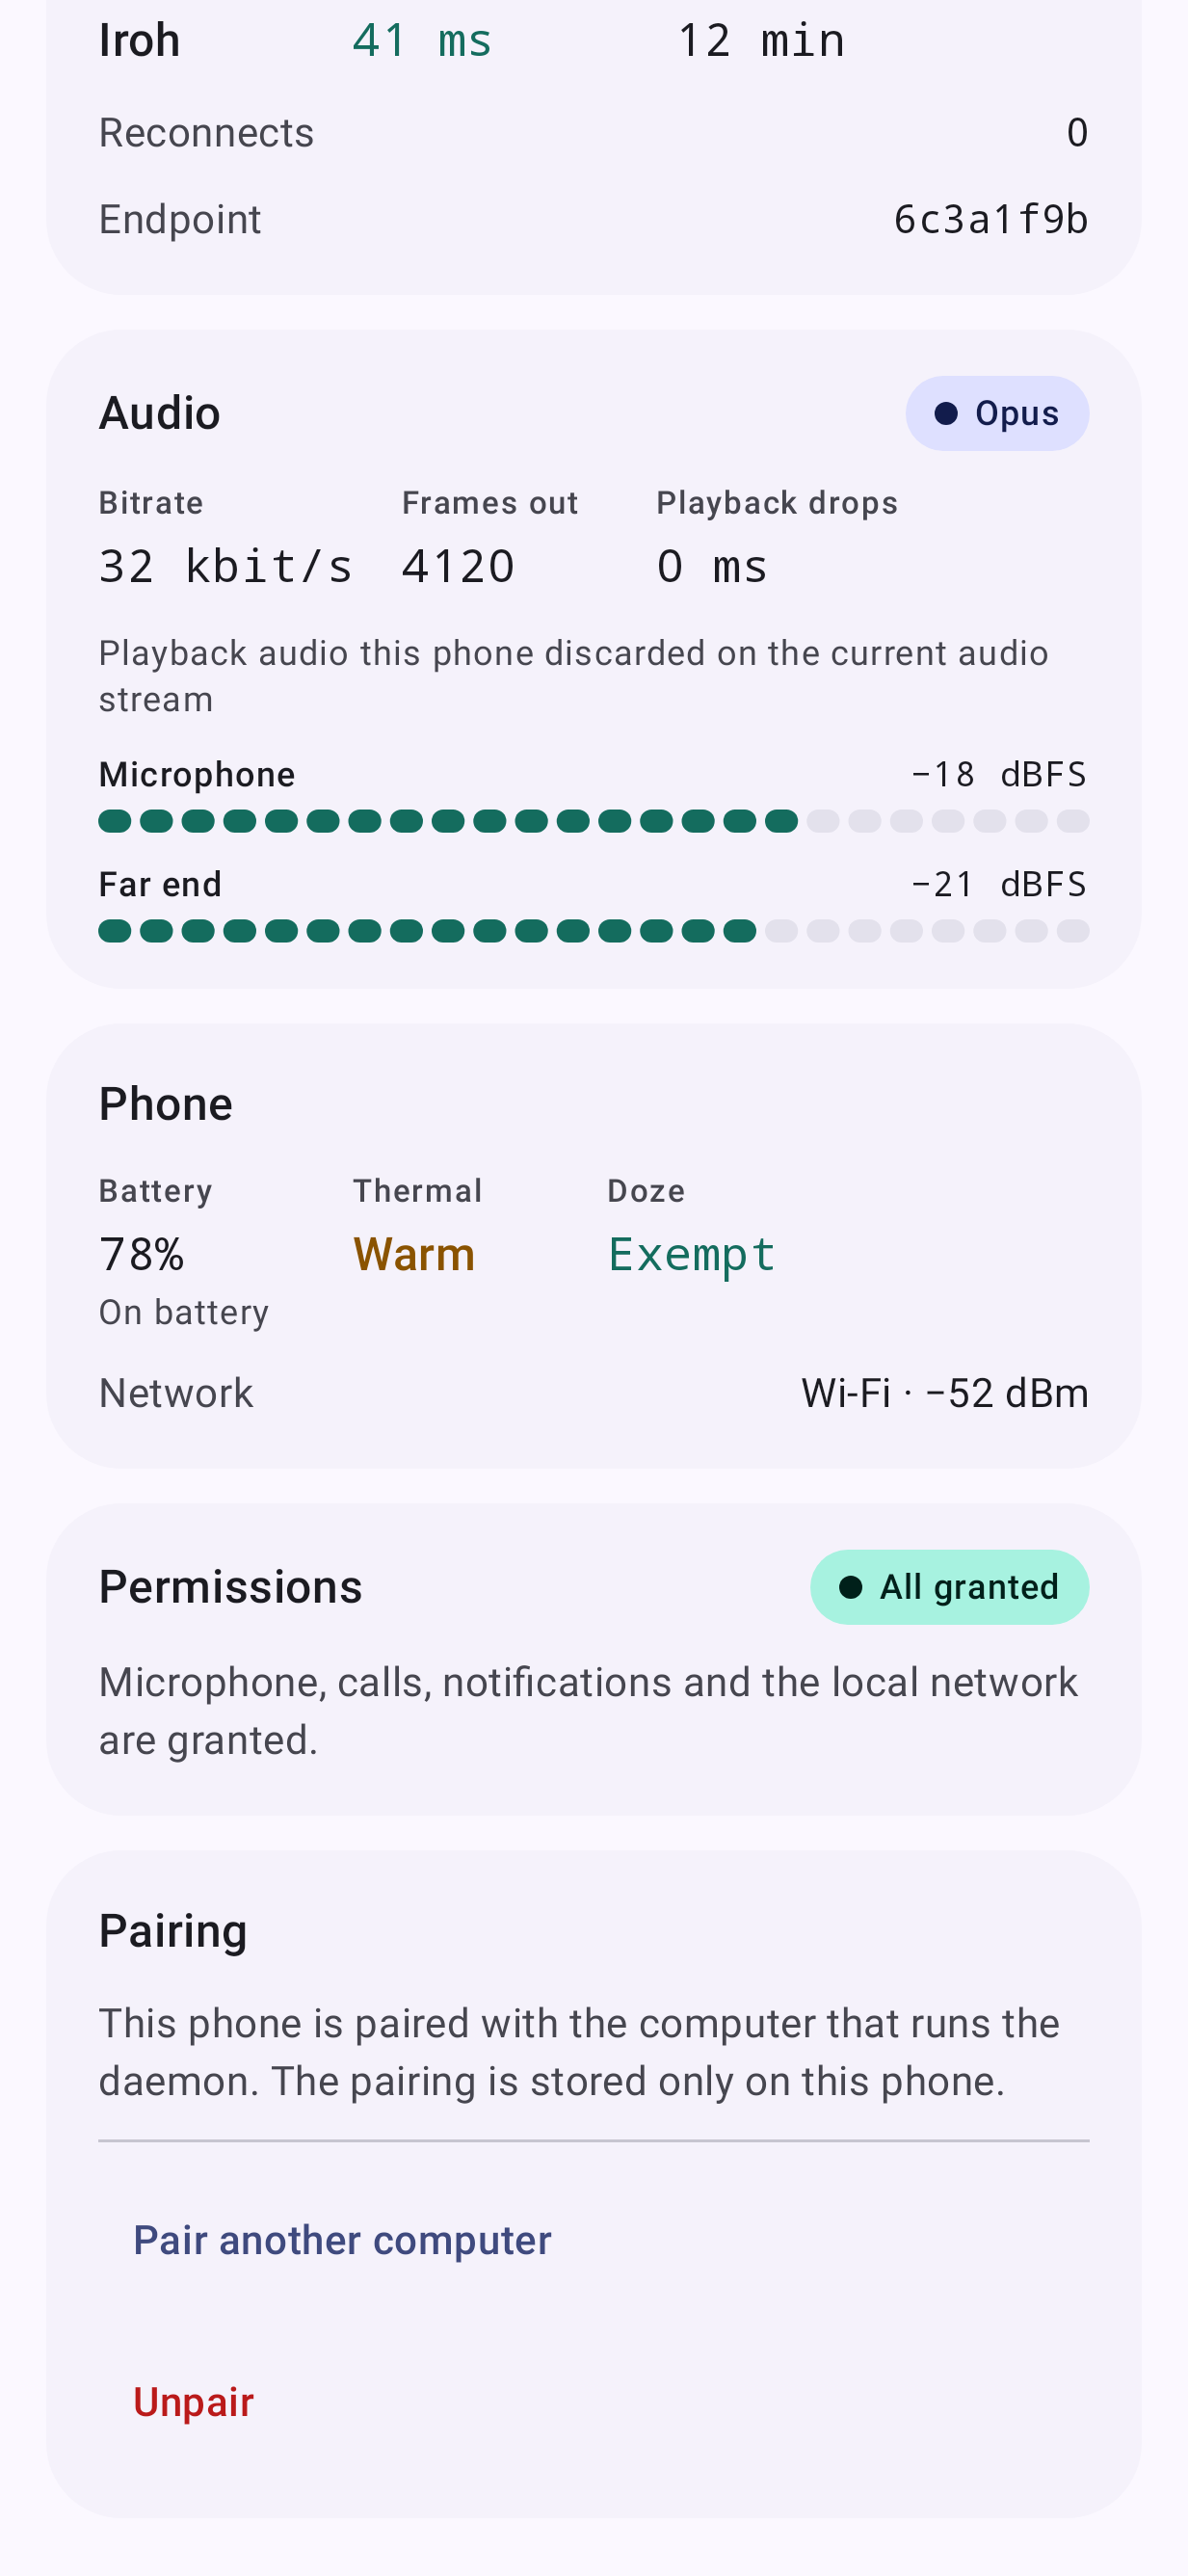 Iroh 41 ms 12 min
Reconnects 0
Endpoint 6c3a1f9b
Audio Opus
Bitrate Frames out Playback drops
32 kbit/s 4120 0 ms
Playback audio this phone discarded on the current audio
stream
Microphone −18 dBFS
Far end −21 dBFS
Phone
Battery Thermal Doze
78% Warm Exempt
On battery
Network Wi-Fi · −52 dBm
Permissions All granted
Microphone, calls, notifications and the local network
are granted.
Pairing
This phone is paired with the computer that runs the
daemon. The pairing is stored only on this phone.
Pair another computer
Unpair